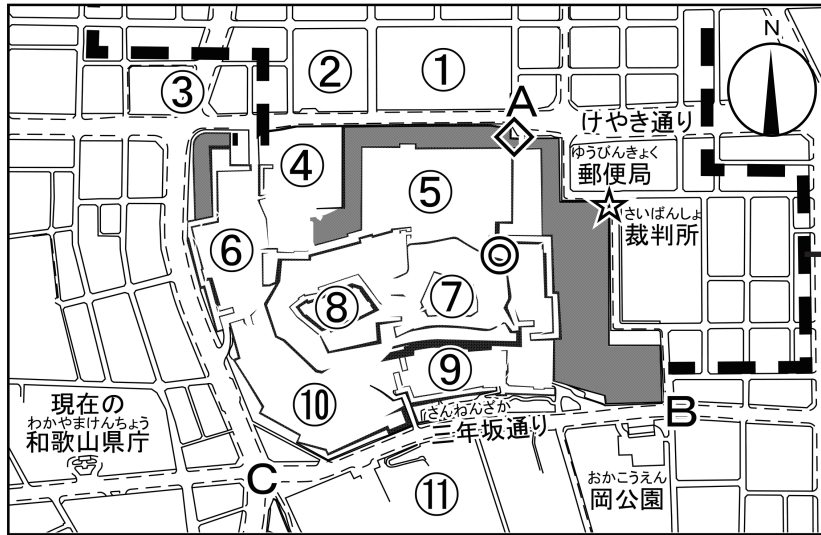 N
①
②
③
A
けやき通り
ゆうびんきょく
郵便局
④
⑤
さいばんしょ
裁判所
⑥
⑦
⑧
⑨
⑩
現在の
わかやまけんちょう
和歌山県庁
さんねんざか
三年坂通り
B
C
⑪
おかこうえん
岡公園